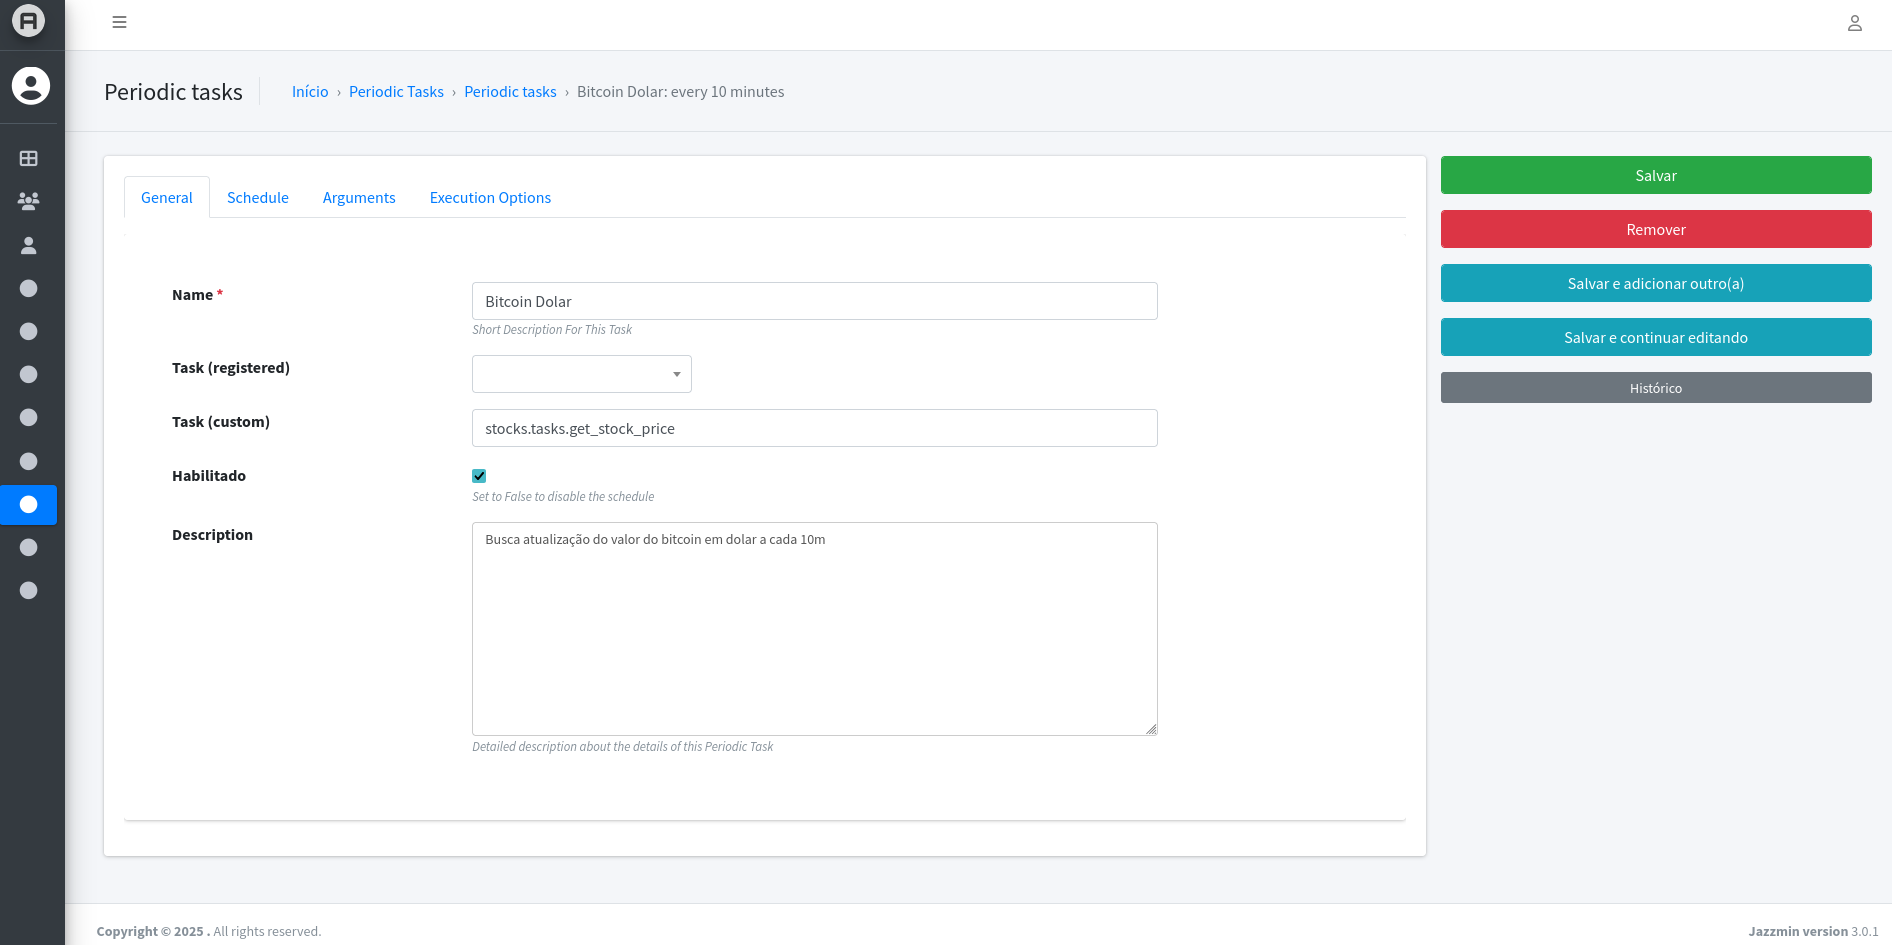 Periodic tasks
Início › Periodic Tasks › Periodic tasks › Bitcoin Dolar: every 10 minutes
General Schedule Arguments Execution Options
Name *
Bitcoin Dolar
Short Description For This Task
Task (registered)
Task (custom)
stocks.tasks.get_stock_price
Habilitado
Set to False to disable the schedule
Description
Busca atualização do valor do bitcoin em dolar a cada 10m
Detailed description about the details of this Periodic Task
Salvar
Remover
Salvar e adicionar outro(a)
Salvar e continuar editando
Histórico
Copyright © 2025 . All rights reserved.
Jazzmin version 3.0.1